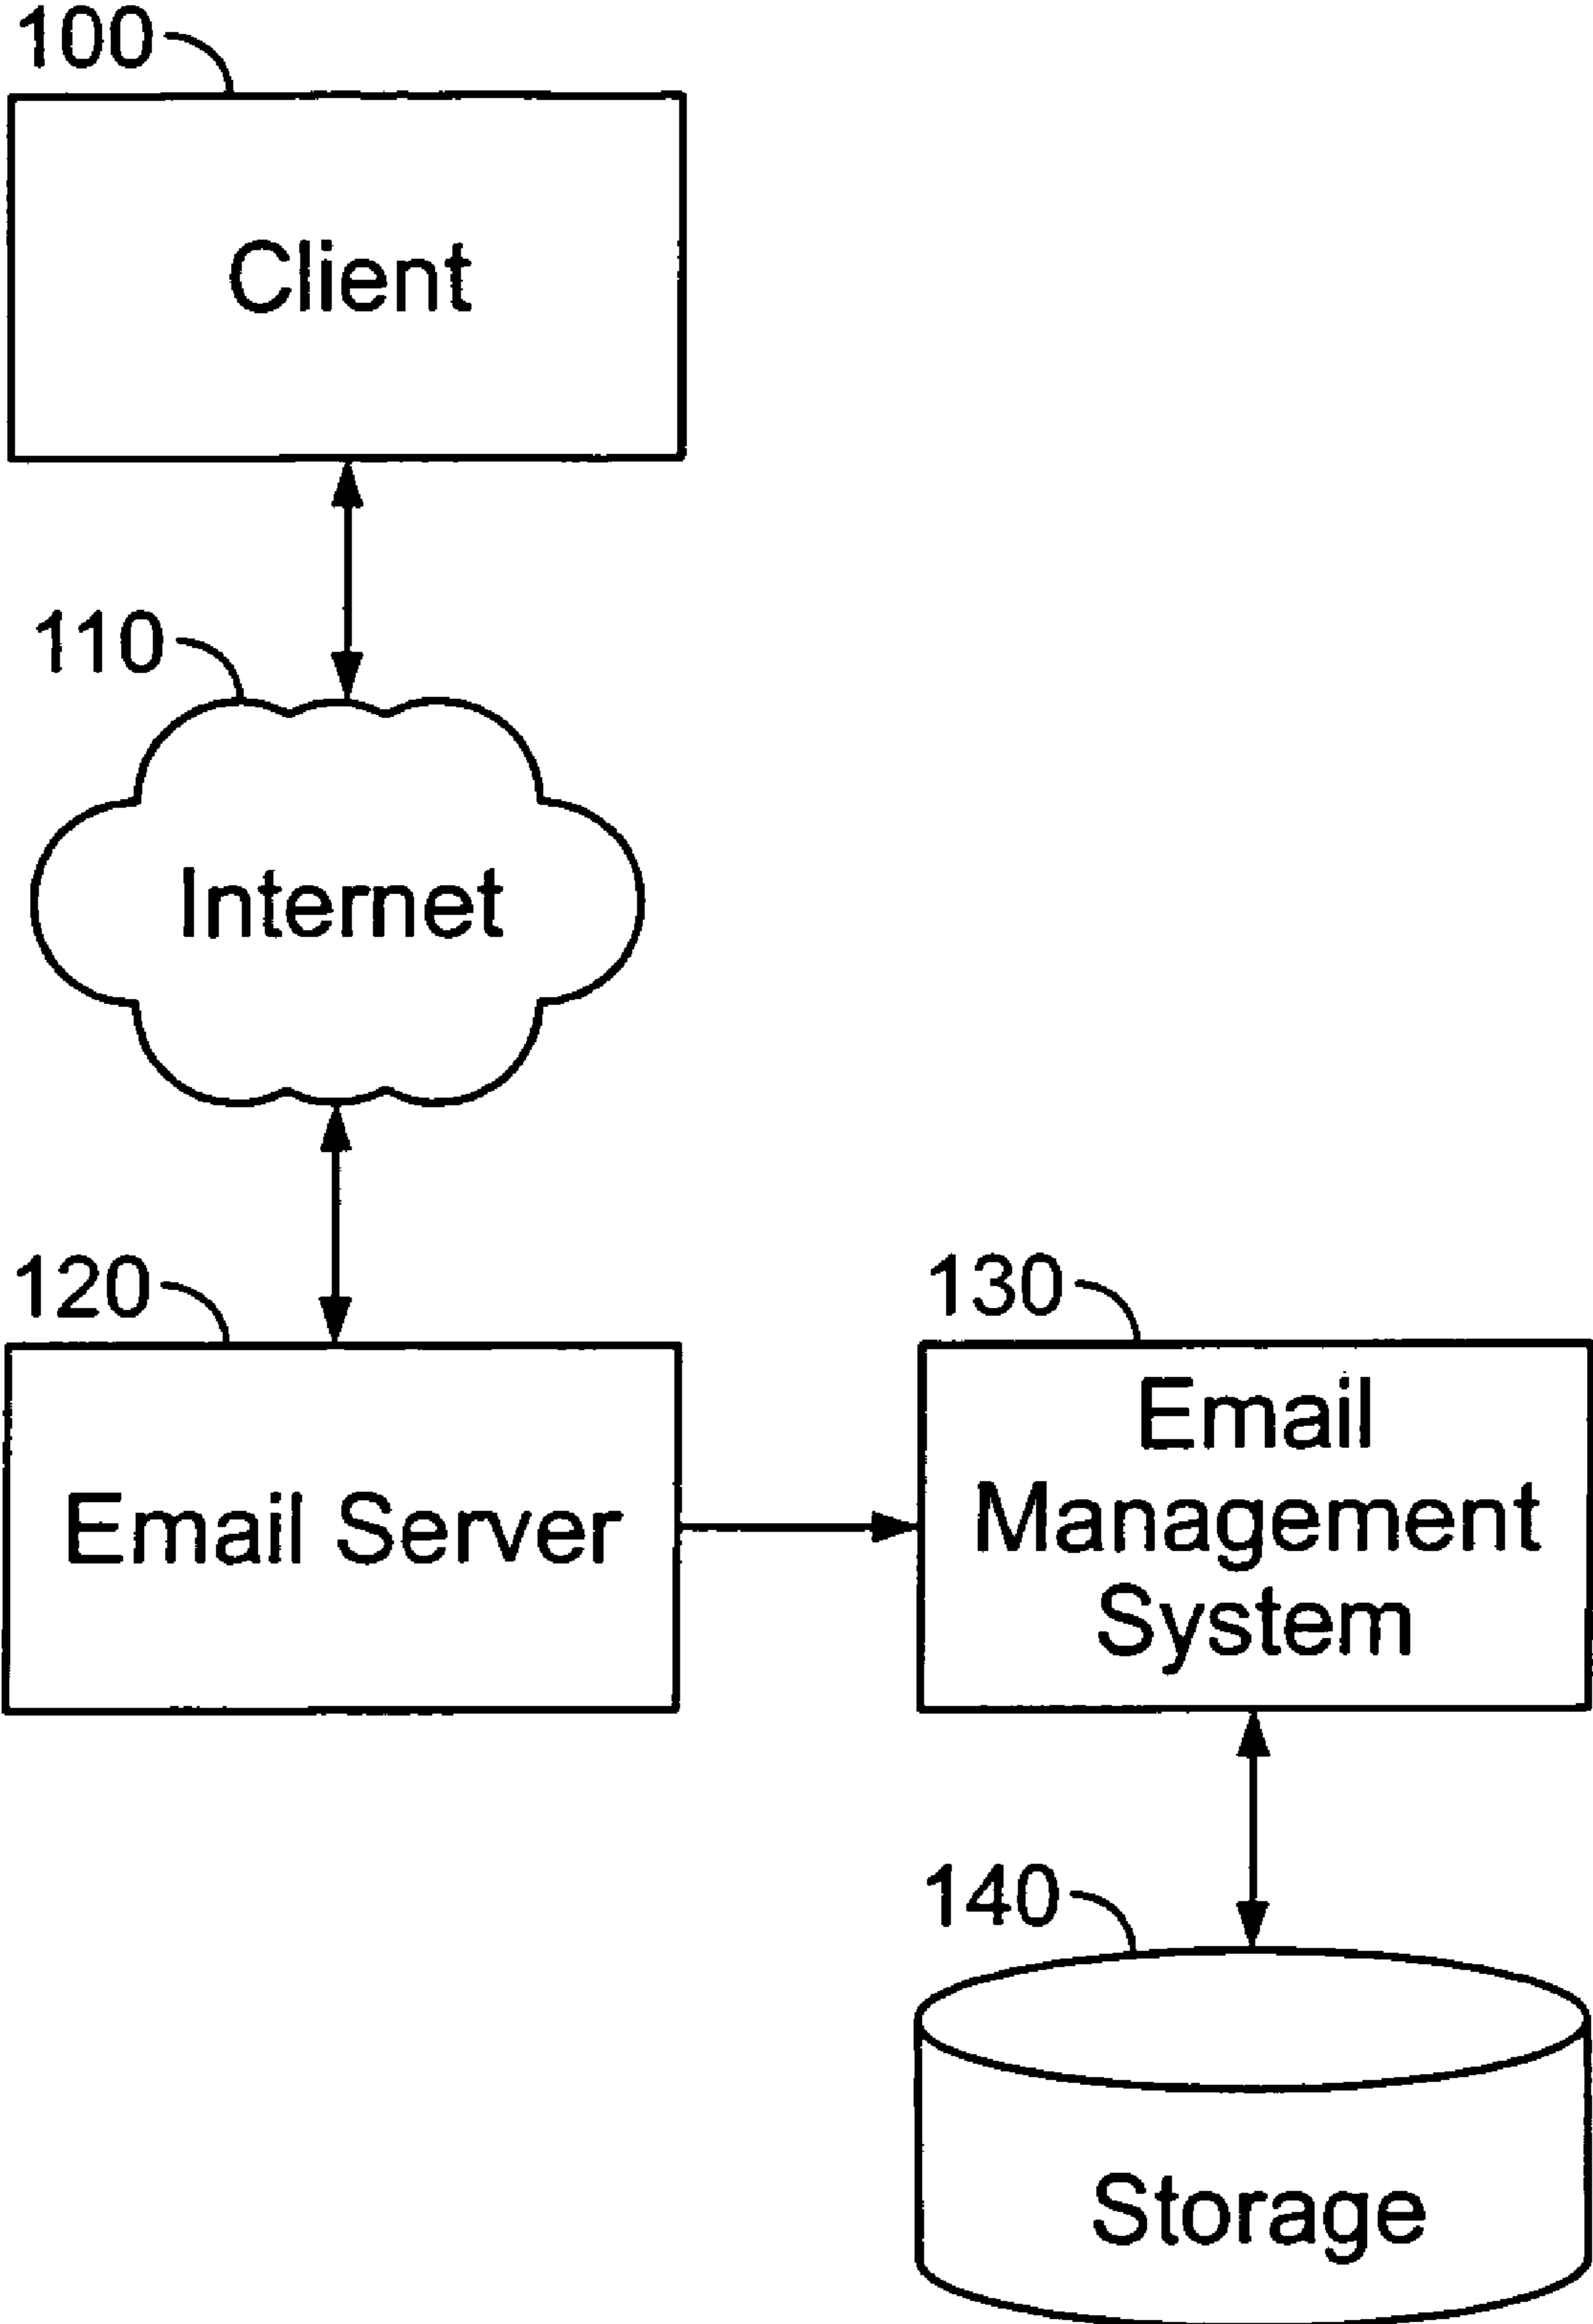 100
Client
110
Internet
120
Email Server
130
Email
Management
System
140
Storage